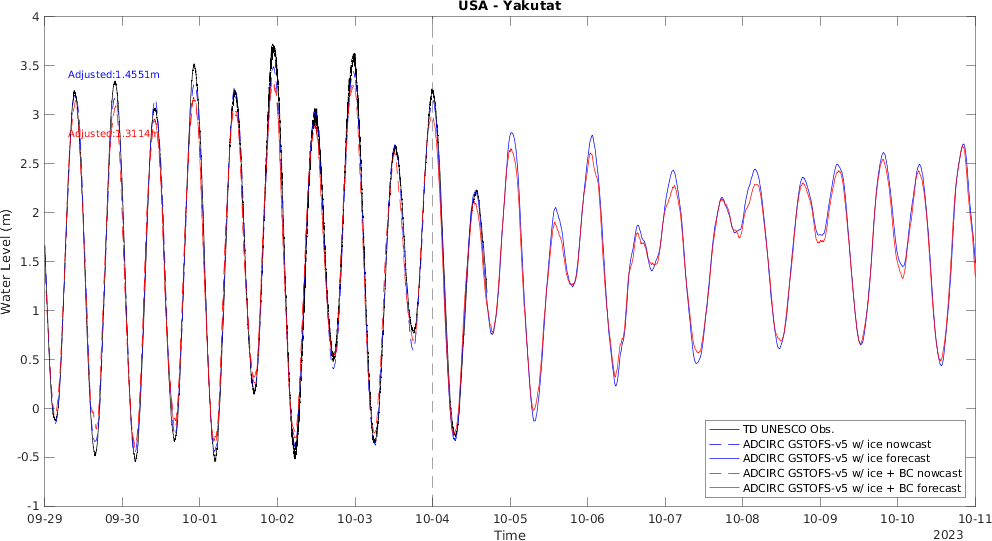 USA - Yakutat
4
3.5
3
2.5
2
1.5
1
0.5
0
-0.5
-1
Water Level (m)
Adjusted:1.4551m
Adjusted:1.3114m
TD UNESCO Obs.
ADCIRC GSTOFS-v5 w/ ice nowcast
ADCIRC GSTOFS-v5 w/ ice forecast
ADCIRC GSTOFS-v5 w/ ice + BC nowcast
ADCIRC GSTOFS-v5 w/ ice + BC forecast
09-29 09-30 10-01 10-02 10-03 10-04 10-05 10-06 10-07 10-08 10-09 10-10 10-11
Time
2023